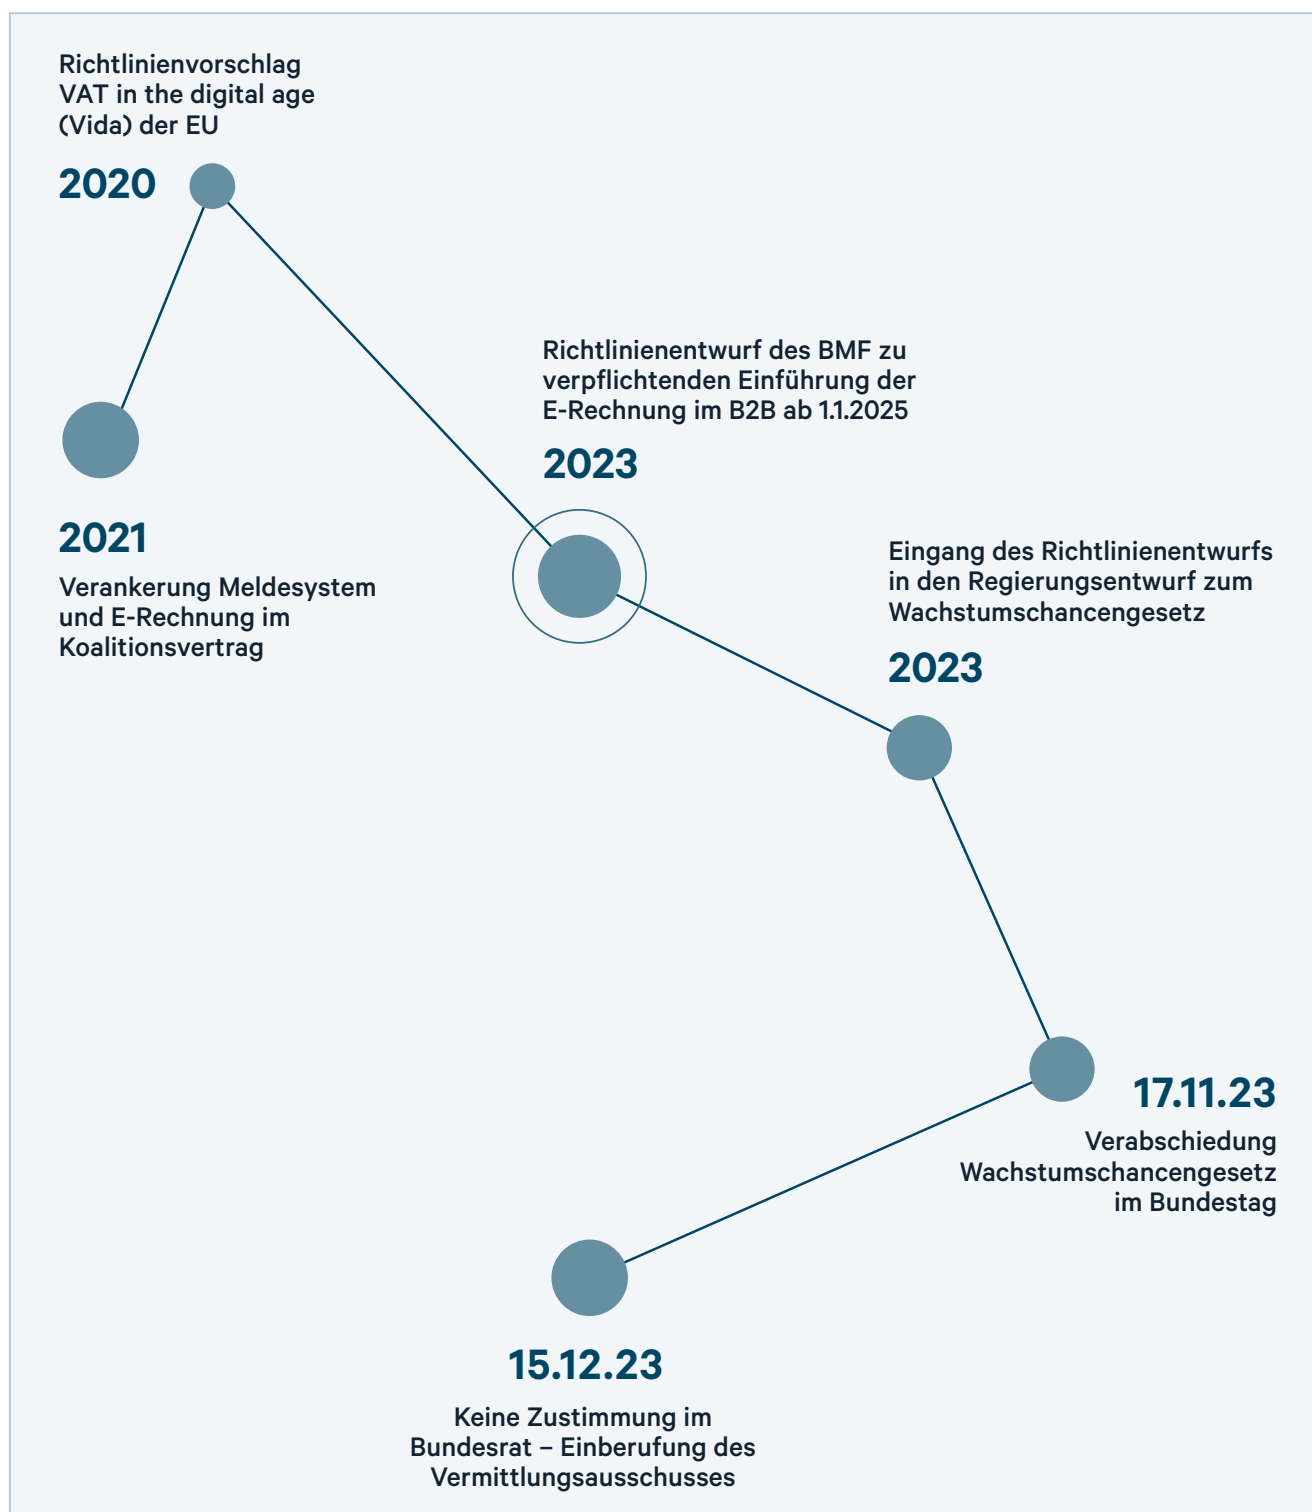 Richtlinienvorschlag
VAT in the digital age
(Vida) der EU
2020
2021
Verankerung Meldesystem
und E-Rechnung im
Koalitionsvertrag
Richtlinienentwurf des BMF zu
verpflichtenden Einführung der
E-Rechnung im B2B ab 1.1.2025
2023
Eingang des Richtlinienentwurfs
in den Regierungsentwurf zum
Wachstumschancengesetz
2023
17.11.23
Verabschiedung
Wachstumschancengesetz
im Bundestag
15.12.23
Keine Zustimmung im
Bundesrat – Einberufung des
Vermittlungsausschusses